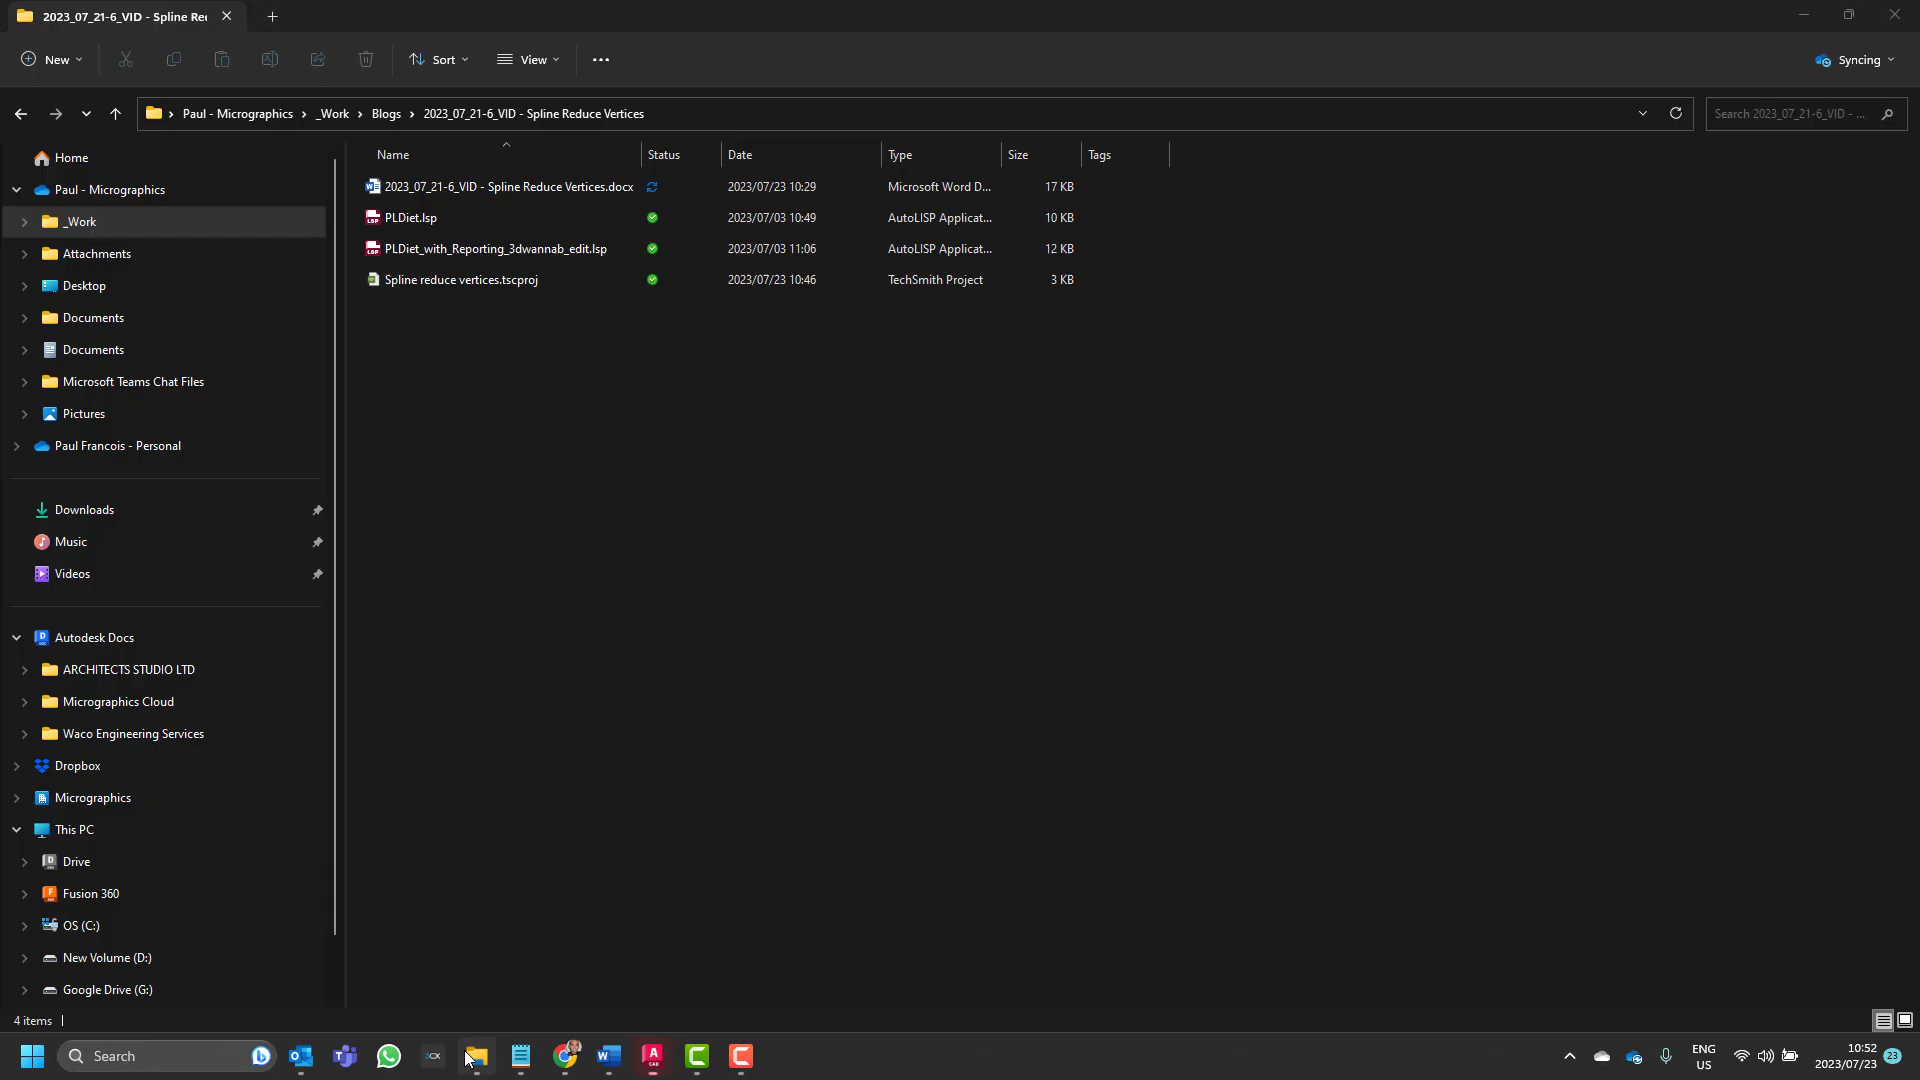 2023_07_21-6_VID - Spline Rec
New
Sort
View
Syncing
Paul - Micrographics > _Work > Blogs > 2023_07_21-6_VID - Spline Reduce Vertices
Search 2023_07_21-6_VID - ...
Name Status Date Type Size Tags
2023_07_21-6_VID - Spline Reduce Vertices.docx 2023/07/23 10:29 Microsoft Word D... 17 KB
LSP PLDiet.lsp 2023/07/03 10:49 AutoLISP Applicat... 10 KB
LSP PLDiet_with_Reporting_3dwannab_edit.lsp 2023/07/03 11:06 AutoLISP Applicat... 12 KB
Spline reduce vertices.tscproj 2023/07/23 10:46 TechSmith Project 3 KB
Home
Paul - Micrographics
_Work
Attachments
Desktop
Documents
Documents
Microsoft Teams Chat Files
Pictures
Paul Francois - Personal
Downloads
Music
Videos
Autodesk Docs
ARCHITECTS STUDIO LTD
Micrographics Cloud
Waco Engineering Services
Dropbox
Micrographics
This PC
Drive
Fusion 360
OS (C:)
New Volume (D:)
Google Drive (G:)
4 items
Search
3CX
A CAD
ENG
US
10:52
2023/07/23
23